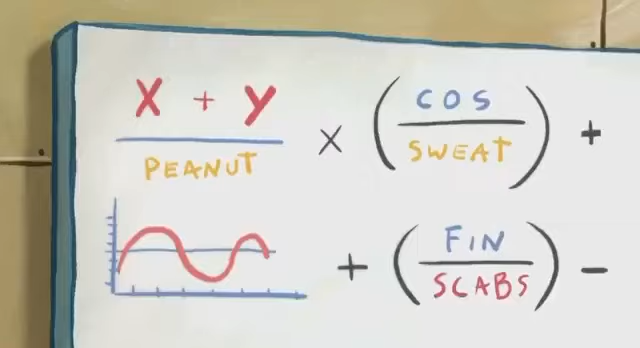 X + Y
PEANUT
× (COS
SWEAT) +
+ (FIN
SCABS) −